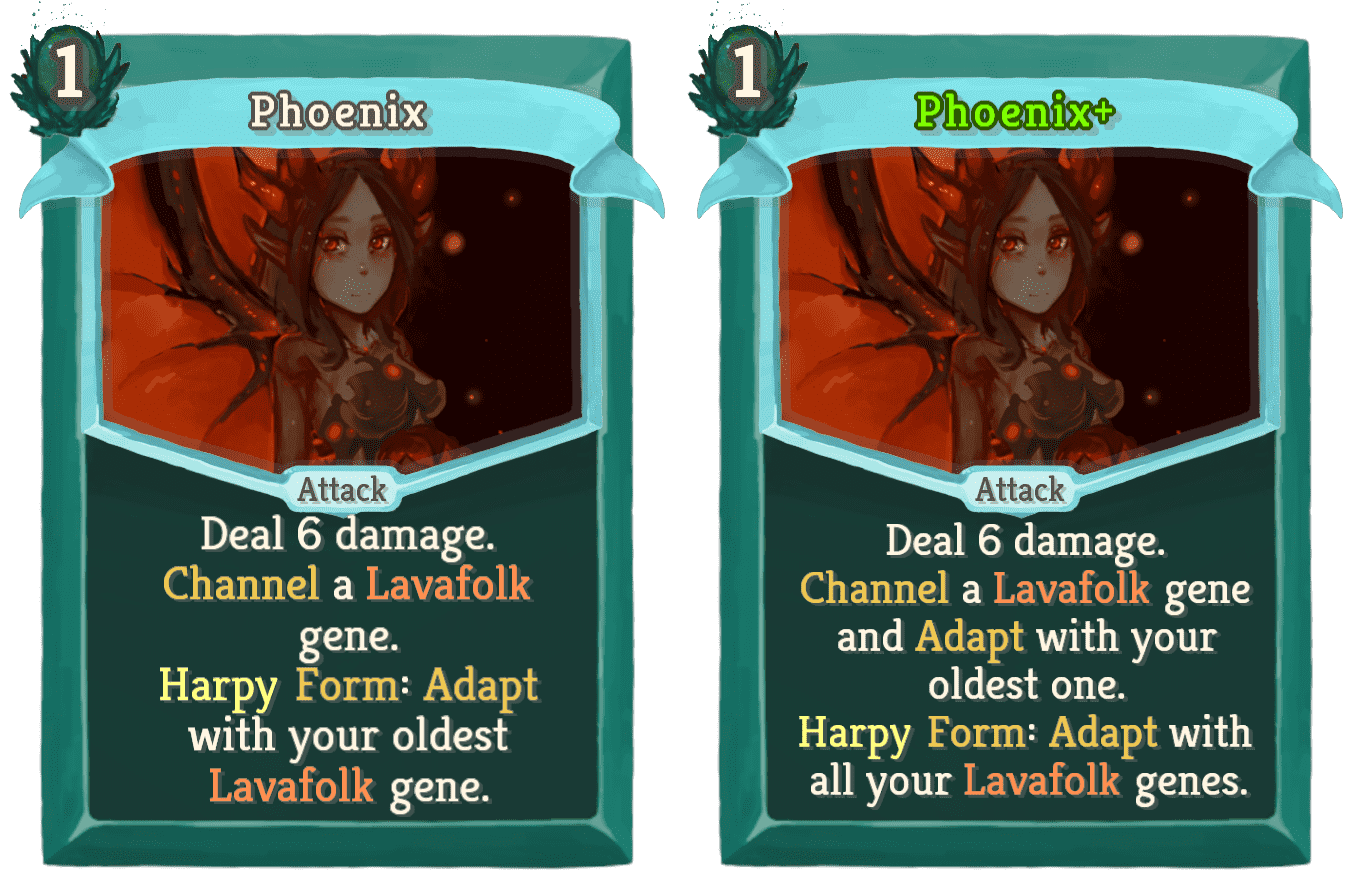 1
Phoenix
Attack
Deal 6 damage.
Channel a Lavafolk
gene.
Harpy Form: Adapt
with your oldest
Lavafolk gene.
1
Phoenix+
Attack
Deal 6 damage.
Channel a Lavafolk gene
and Adapt with your
oldest one.
Harpy Form: Adapt with
all your Lavafolk genes.